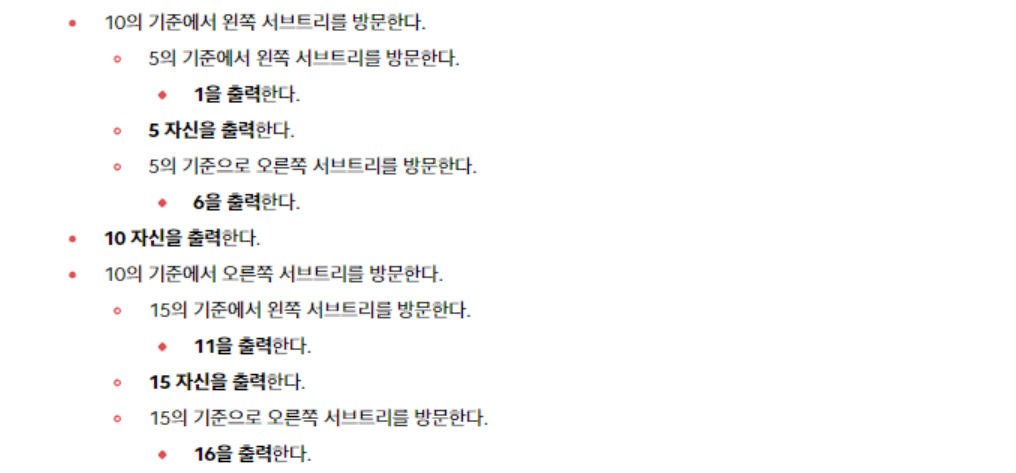 10의 기준에서 왼쪽 서브트리를 방문한다.
5의 기준에서 왼쪽 서브트리를 방문한다.
1을 출력한다.
5 자신을 출력한다.
5의 기준으로 오른쪽 서브트리를 방문한다.
6을 출력한다.
10 자신을 출력한다.
10의 기준에서 오른쪽 서브트리를 방문한다.
15의 기준에서 왼쪽 서브트리를 방문한다.
11을 출력한다.
15 자신을 출력한다.
15의 기준으로 오른쪽 서브트리를 방문한다.
16을 출력한다.